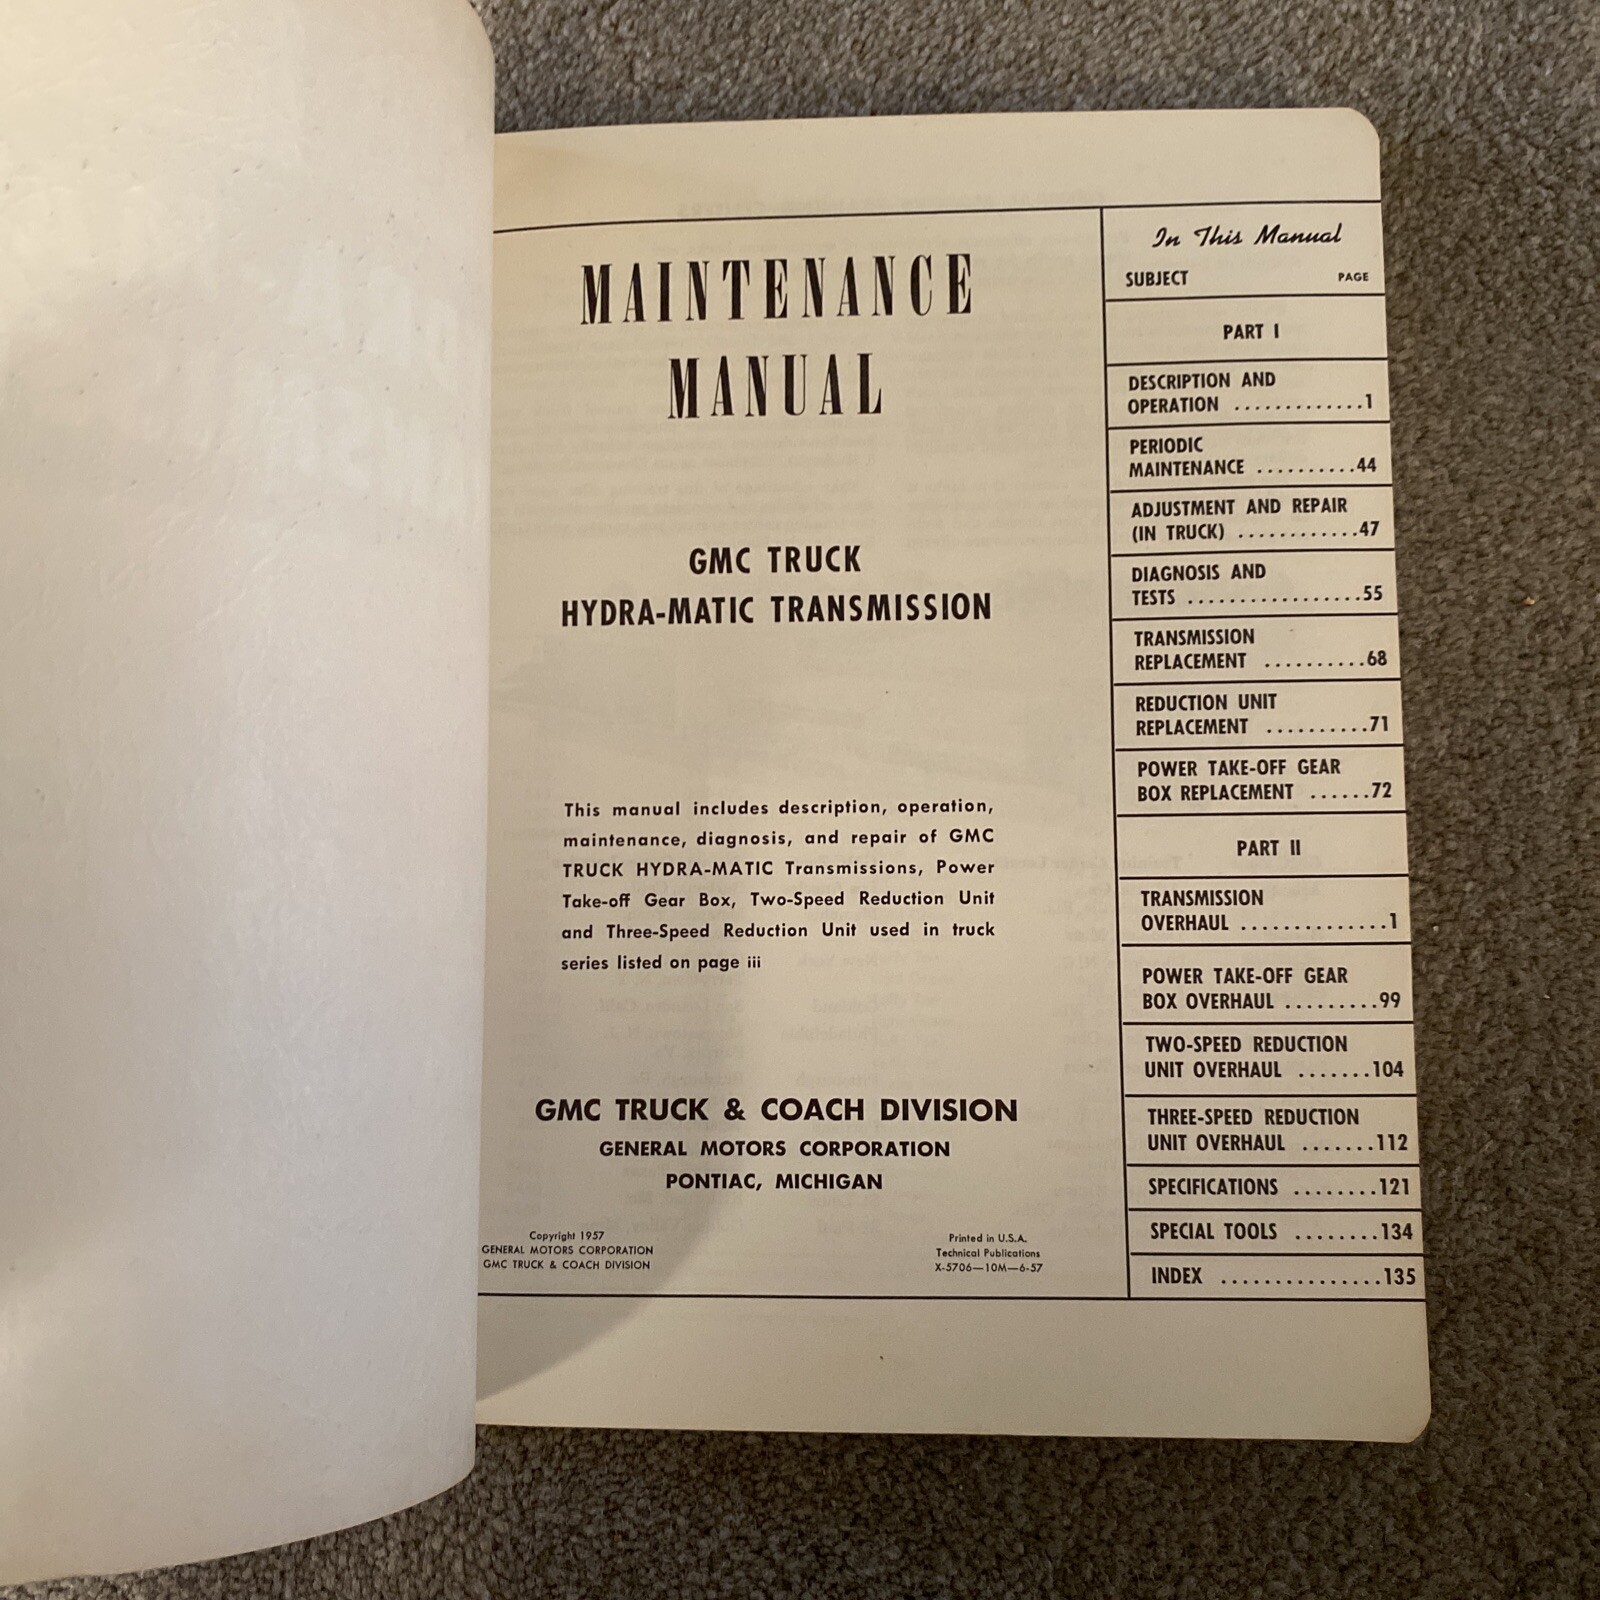 MAINTENANCE
MANUAL
GMC TRUCK
HYDRA-MATIC TRANSMISSION
This manual includes description, operation,
maintenance, diagnosis, and repair of GMC
TRUCK HYDRA-MATIC Transmissions, Power
Take-off Gear Box, Two-Speed Reduction Unit
and Three-Speed Reduction Unit used in truck
series listed on page iii
GMC TRUCK & COACH DIVISION
GENERAL MOTORS CORPORATION
PONTIAC, MICHIGAN
Copyright 1957
GENERAL MOTORS CORPORATION
GMC TRUCK & COACH DIVISION
Printed in U.S.A.
Technical Publications
X-5706—10M—6-57
In This Manual
SUBJECT PAGE
PART I
DESCRIPTION AND
OPERATION .............1
PERIODIC
MAINTENANCE ..........44
ADJUSTMENT AND REPAIR
(IN TRUCK) ............47
DIAGNOSIS AND
TESTS .................55
TRANSMISSION
REPLACEMENT ..........68
REDUCTION UNIT
REPLACEMENT ..........71
POWER TAKE-OFF GEAR
BOX REPLACEMENT ......72
PART II
TRANSMISSION
OVERHAUL ..............1
POWER TAKE-OFF GEAR
BOX OVERHAUL .........99
TWO-SPEED REDUCTION
UNIT OVERHAUL .......104
THREE-SPEED REDUCTION
UNIT OVERHAUL .......112
SPECIFICATIONS ........121
SPECIAL TOOLS ........134
INDEX ................135